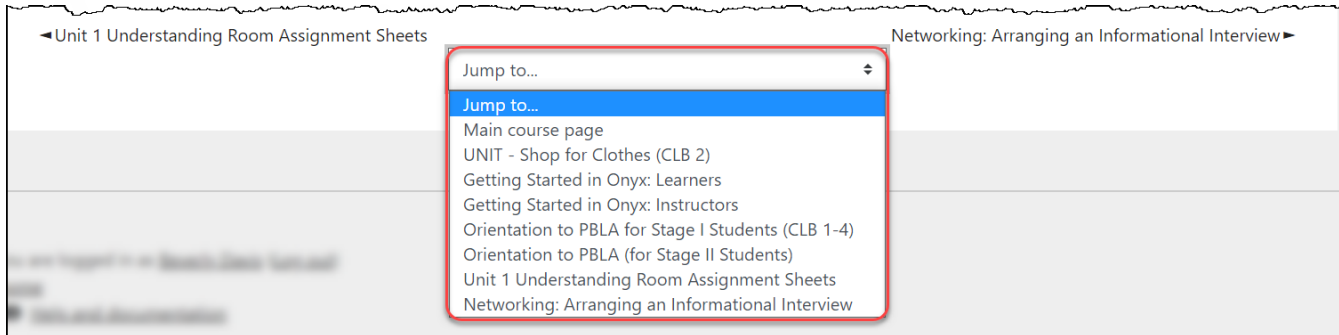 ◄Unit 1 Understanding Room Assignment Sheets
Networking: Arranging an Informational Interview►
Jump to...
Jump to...
Main course page
UNIT - Shop for Clothes (CLB 2)
Getting Started in Onyx: Learners
Getting Started in Onyx: Instructors
Orientation to PBLA for Stage I Students (CLB 1-4)
Orientation to PBLA (for Stage II Students)
Unit 1 Understanding Room Assignment Sheets
Networking: Arranging an Informational Interview